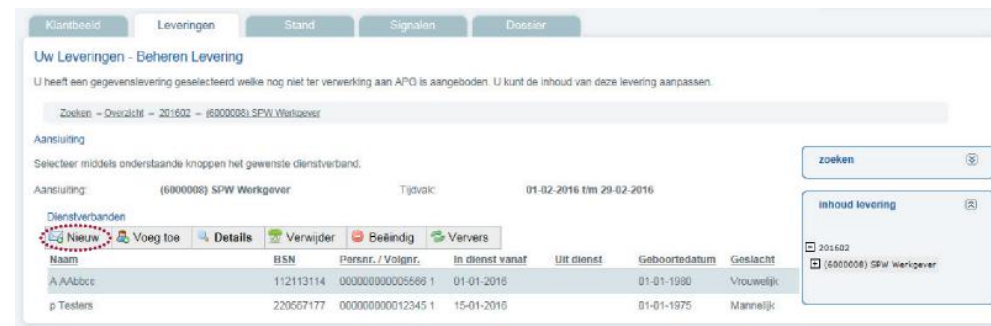 Klantbeeld Leveringen Stand Signalen Dossier
Uw Leveringen - Beheren Levering
U heeft een gegevenslevering geselecteerd welke nog niet ter verwerking aan APG is aangeboden. U kunt de inhoud van deze levering aanpassen.
Zoeken - Overzicht - 201602 - (6000008) SPW Werkgever
Aansluiting
Selecteer middels onderstaande knoppen het gewenste dienstverband.
Aansluiting: (6000008) SPW Werkgever Tijdvak: 01-02-2016 t/m 29-02-2016
Dienstverbanden
Nieuw Voeg toe Details Verwijder Beëindig Ververs
Naam BSN Persnr. / Volgnr. In dienst vanaf Uit dienst Geboortedatum Geslacht
A AAbbcc 112113114 000000000005566 1 01-01-2016 01-01-1980 Vrouwelijk
p Testers 220567177 000000000012345 1 15-01-2016 01-01-1975 Mannelijk
zoeken
inhoud levering
201602
(6000008) SPW Werkgever